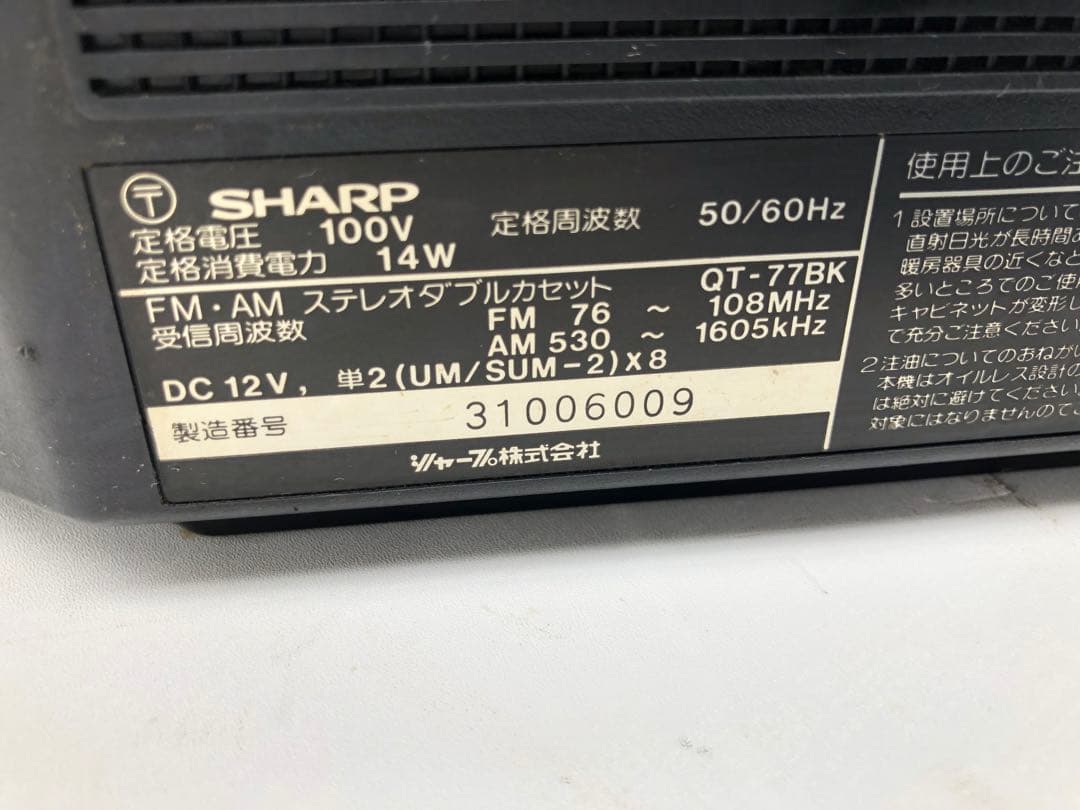 〒 SHARP
定格電圧 100V 定格周波数 50/60Hz
定格消費電力 14W
FM・AM ステレオダブルカセット QT-77BK
受信周波数 FM 76 ～ 108MHz
AM 530 ～ 1605kHz
DC 12V, 単2(UM/SUM-2)X8
製造番号 31006009
シャープ株式会社
使用上のご注
1 設置場所について
直射日光が長時間
暖房器具の近くなと
多いところでのご使
キャビネットが変形し
て充分ご注意ください
2 注油についてのおねがい
本機はオイルレス設計の
は絶対に避けてください
対象にはなりませんのでこ